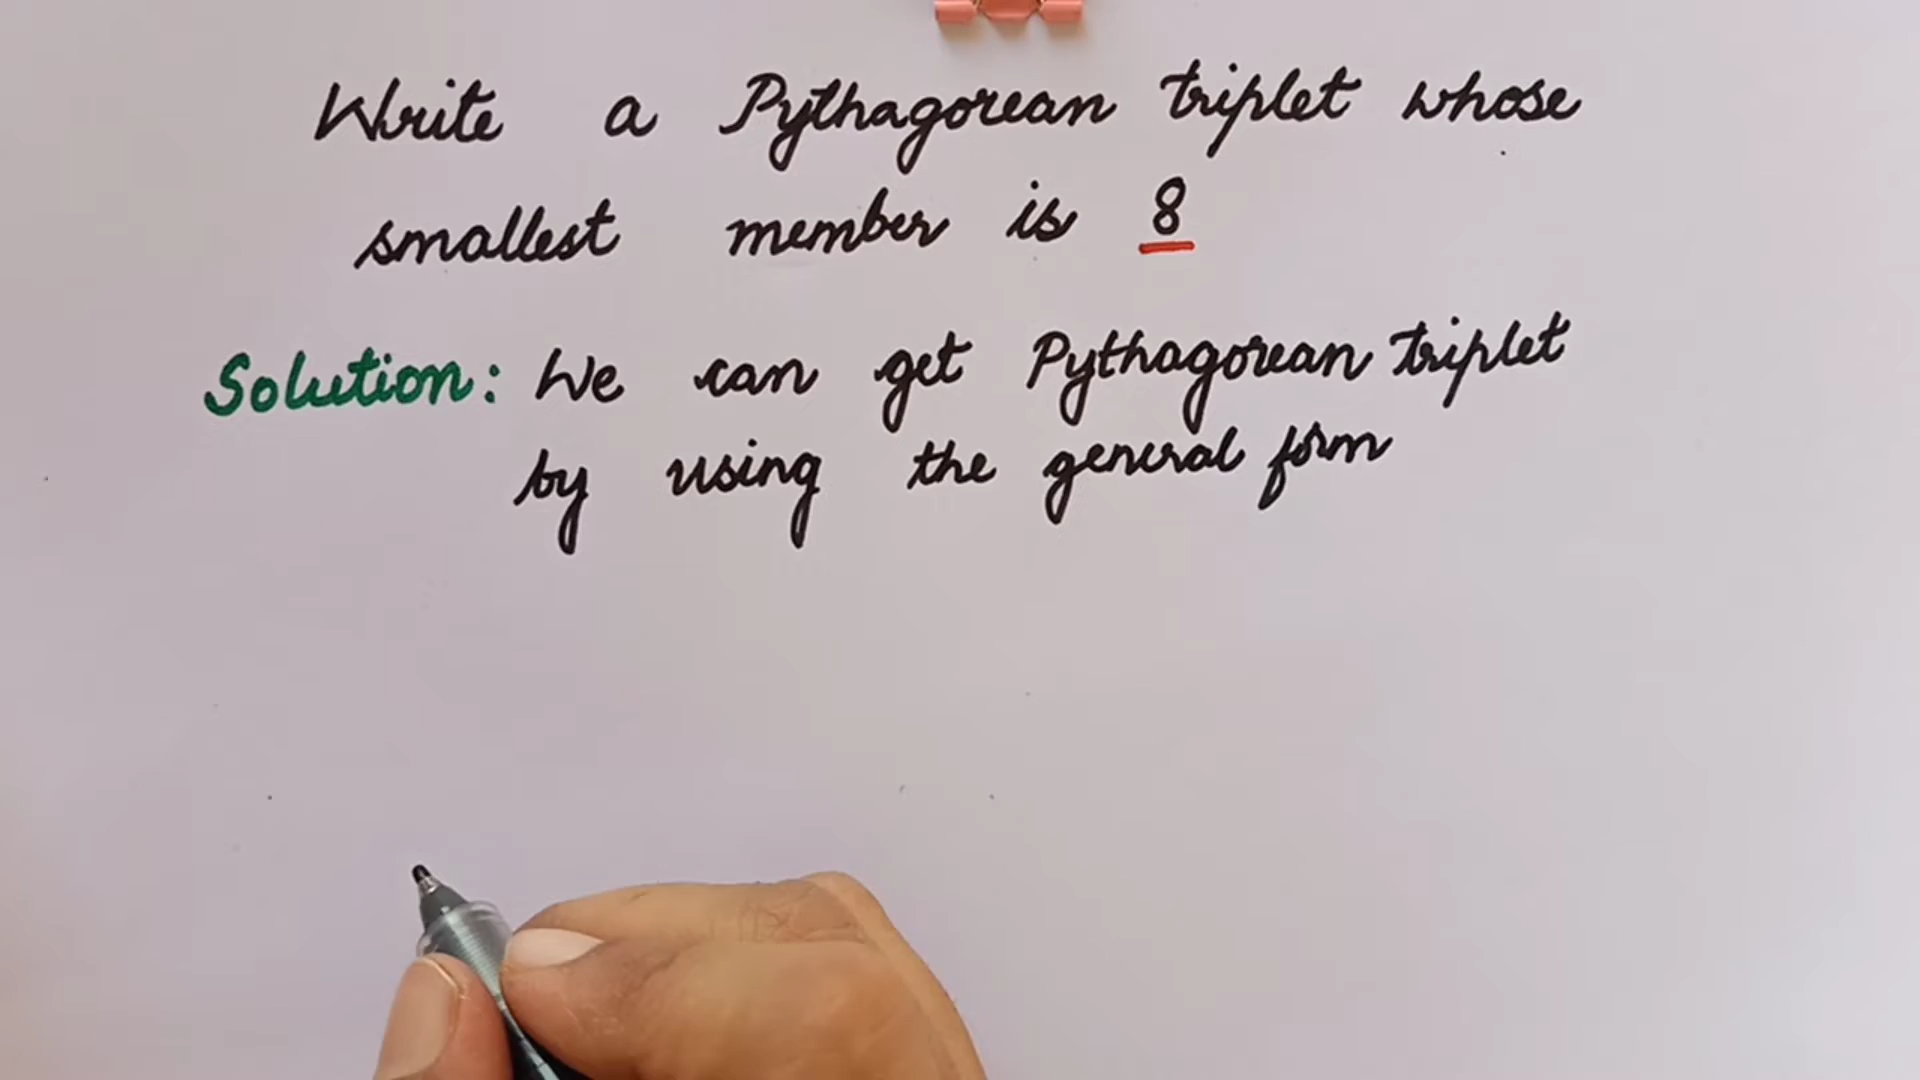 Write a Pythagorean triplet whose
smallest member is 8
Solution: We can get Pythagorean triplet
by using the general form